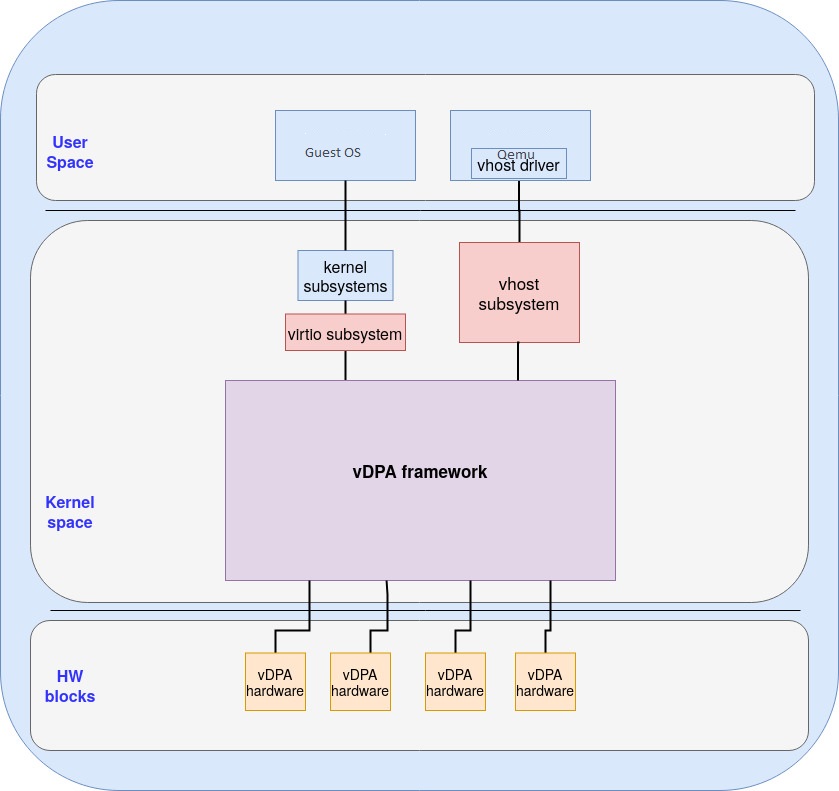 User
Space
Guest OS
Qemu
vhost driver
kernel
subsystems
vhost
subsystem
virtio subsystem
vDPA framework
Kernel
space
HW
blocks
vDPA
hardware
vDPA
hardware
vDPA
hardware
vDPA
hardware